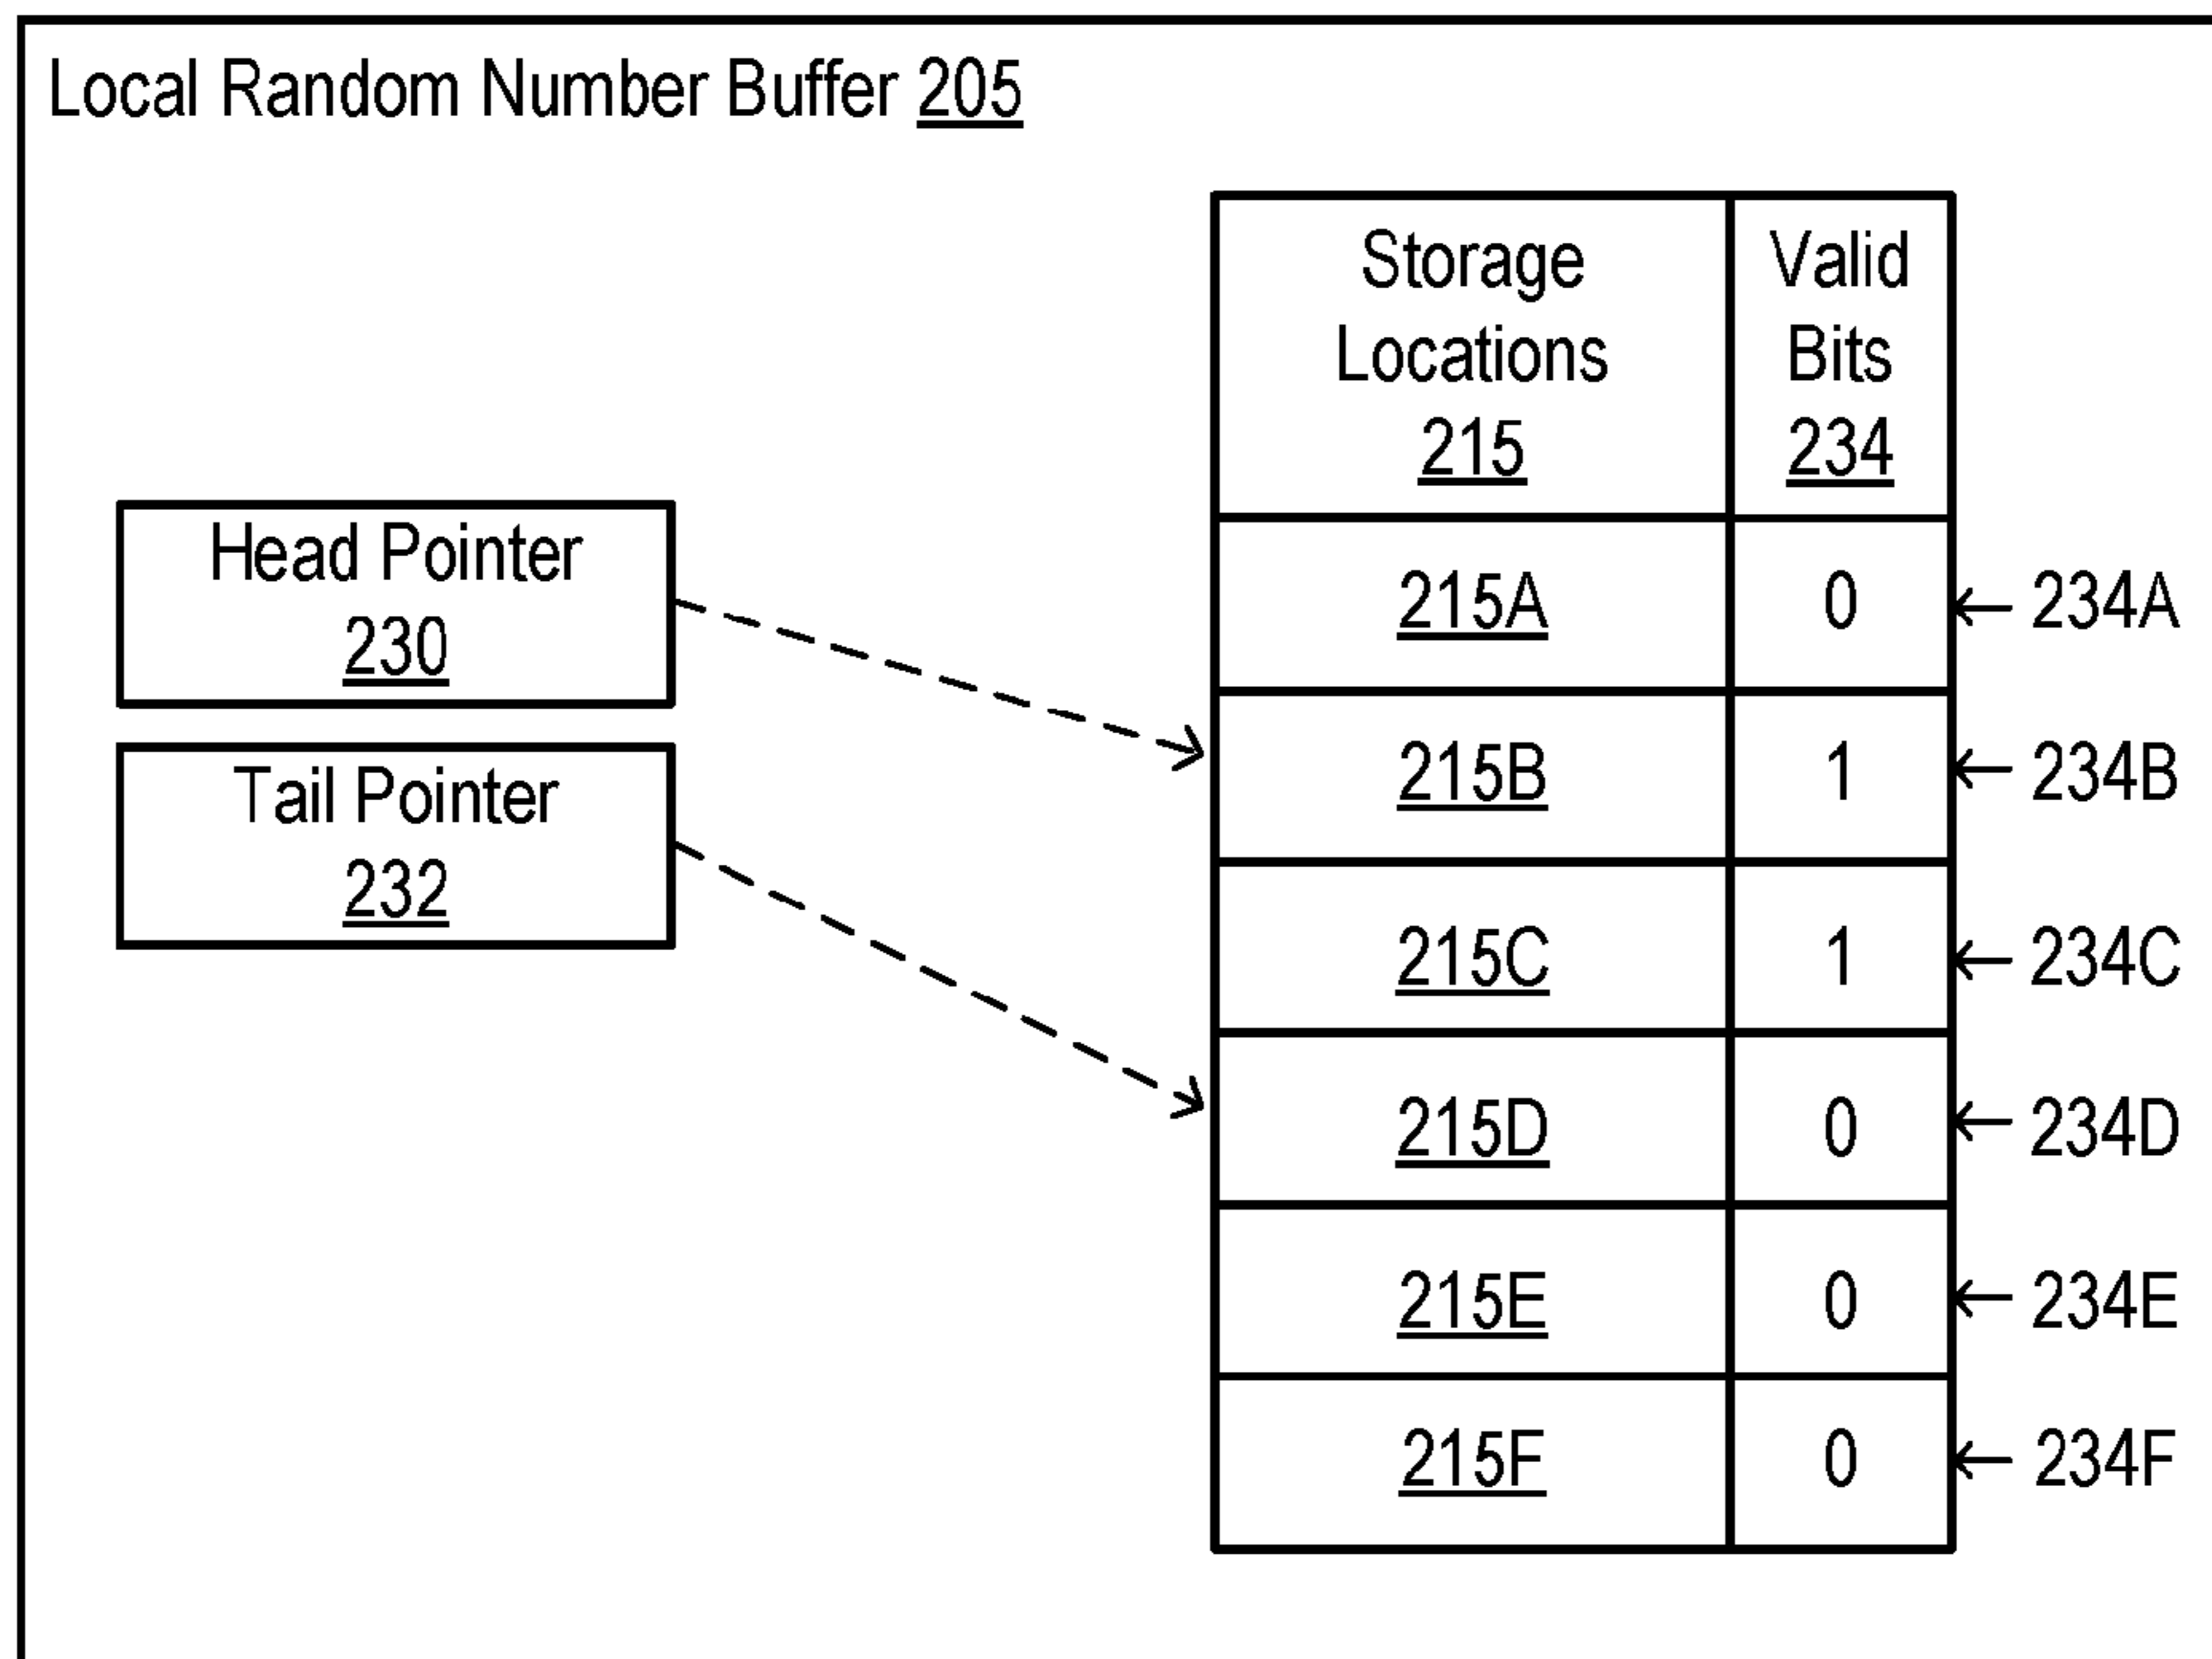 Local Random Number Buffer 205
Head Pointer
230
Tail Pointer
232
Storage
Locations
215
Valid
Bits
234
215A 0 234A
215B 1 234B
215C 1 234C
215D 0 234D
215E 0 234E
215F 0 234F